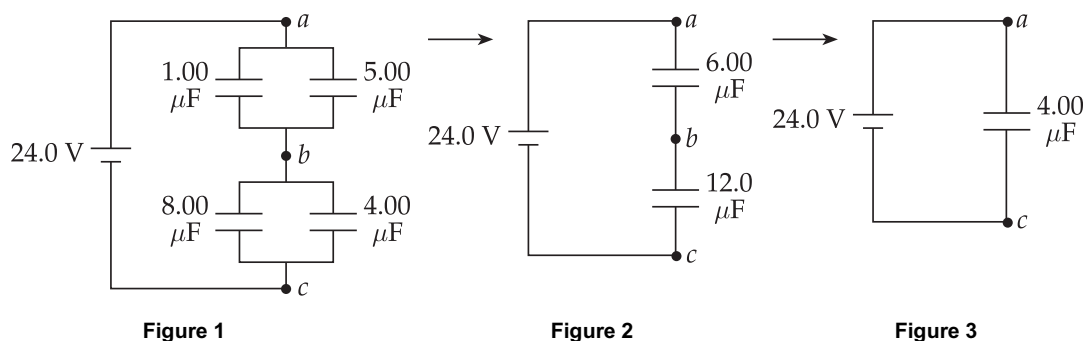 a
1.00
μF
5.00
μF
24.0 V
b
8.00
μF
4.00
μF
c
Figure 1
a
6.00
μF
24.0 V
b
12.0
μF
c
Figure 2
a
24.0 V
4.00
μF
c
Figure 3